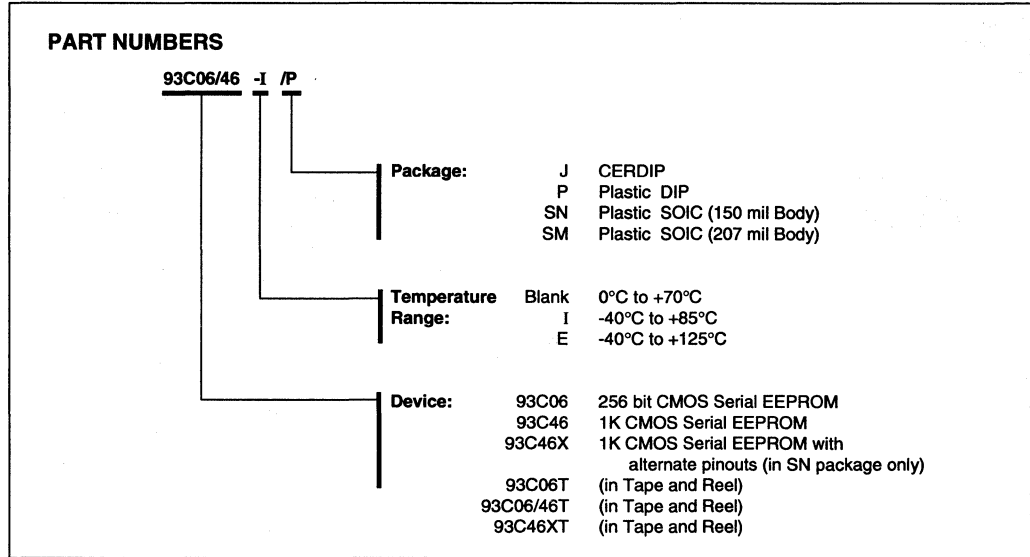 PART NUMBERS
93C06/46 -I /P
Package: J CERDIP
P Plastic DIP
SN Plastic SOIC (150 mil Body)
SM Plastic SOIC (207 mil Body)
Temperature Blank 0°C to +70°C
Range: I -40°C to +85°C
E -40°C to +125°C
Device: 93C06 256 bit CMOS Serial EEPROM
93C46 1K CMOS Serial EEPROM
93C46X 1K CMOS Serial EEPROM with
alternate pinouts (in SN package only)
93C06T (in Tape and Reel)
93C06/46T (in Tape and Reel)
93C46XT (in Tape and Reel)